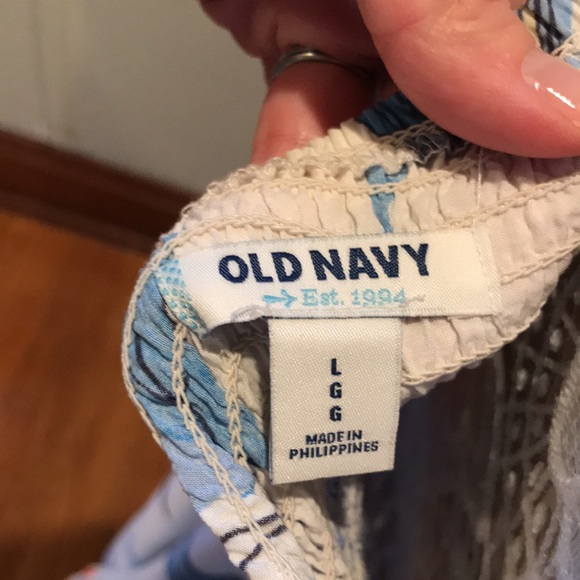 OLD NAVY
Est. 1994
L
G
G
MADE IN
PHILIPPINES